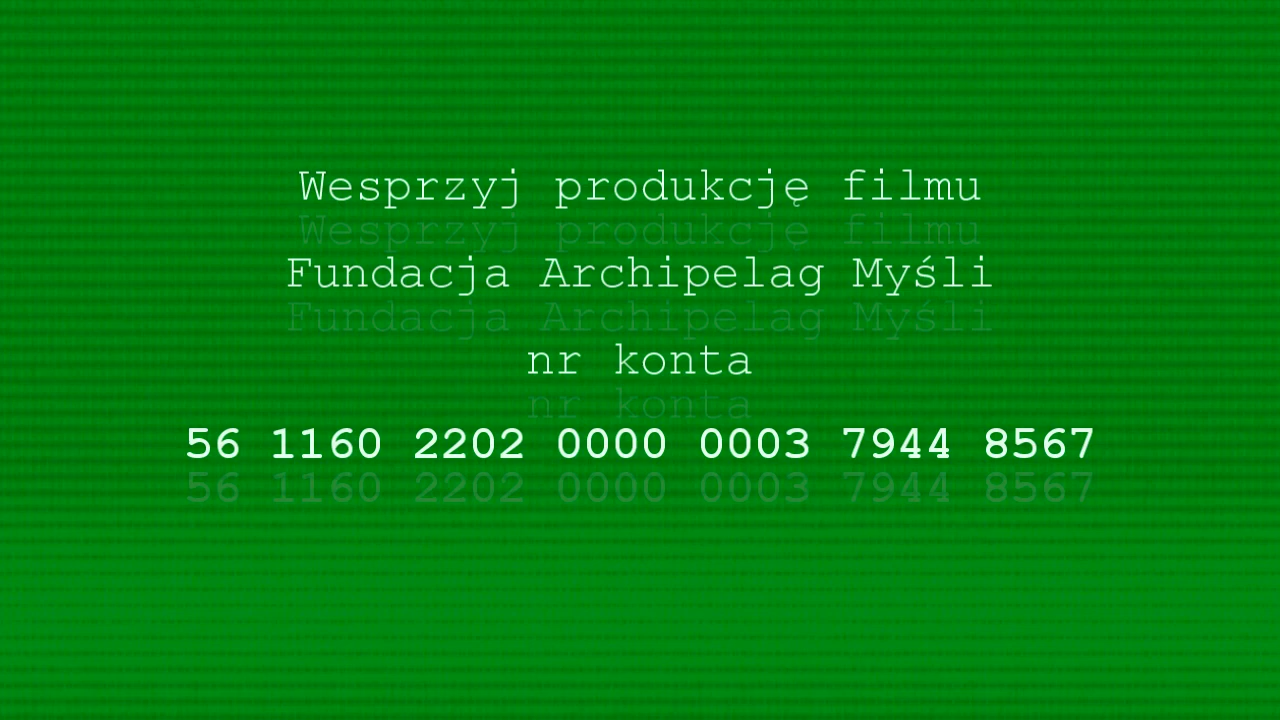 Wesprzyj produkcję filmu
Fundacja Archipelag Myśli
nr konta
56 1160 2202 0000 0003 7944 8567